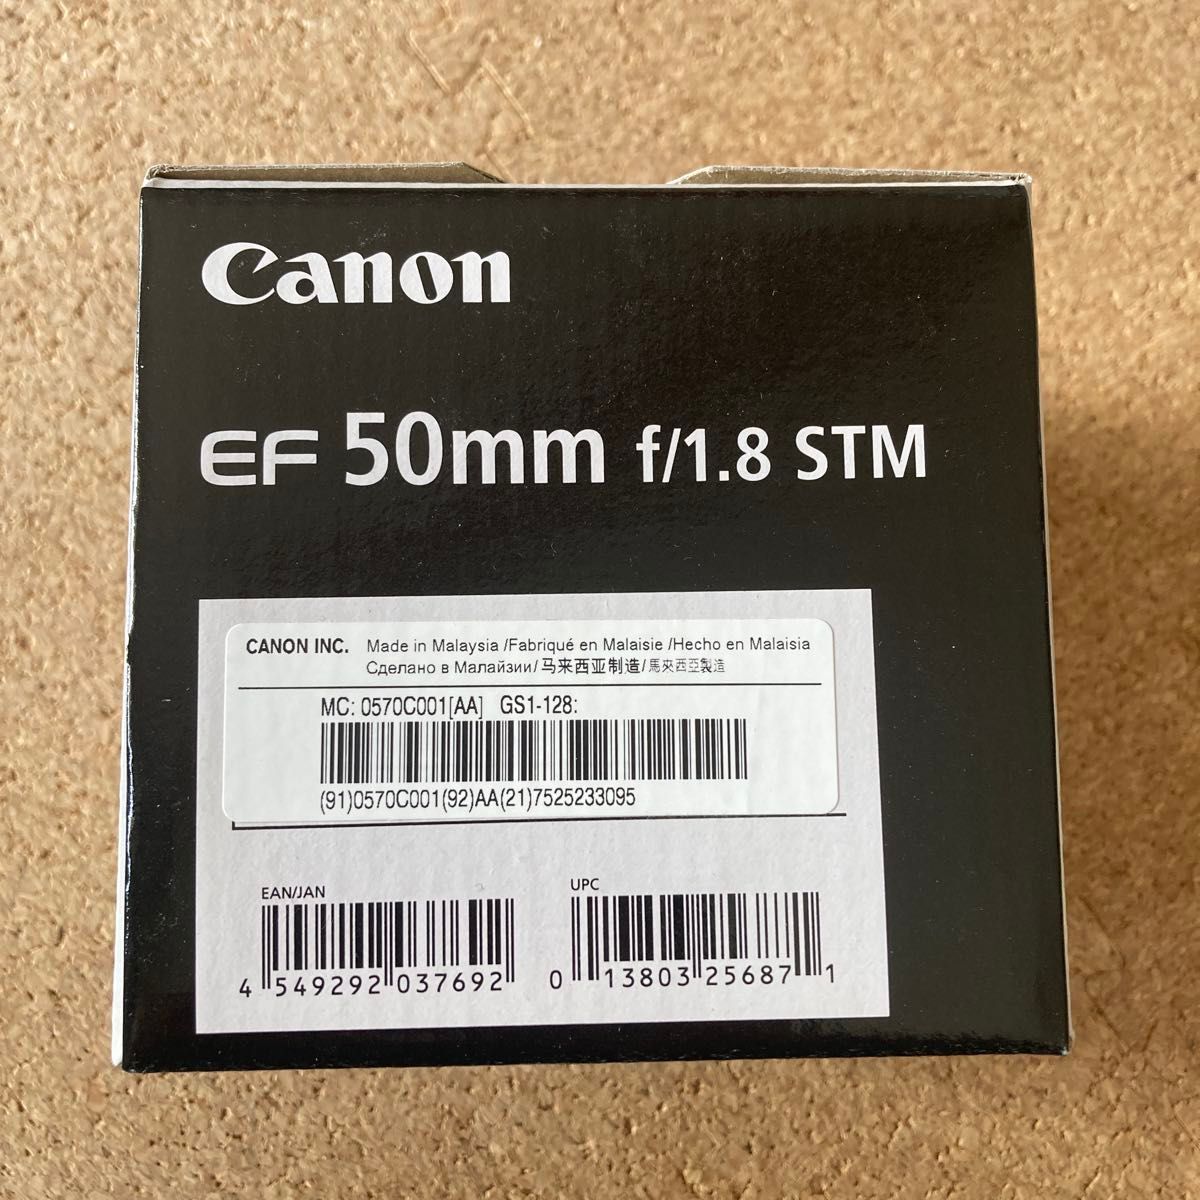 Canon
EF 50mm f/1.8 STM
CANON INC. Made in Malaysia /Fabriqué en Malaisie /Hecho en Malaisia
Сделано в Малайзии/马来西亚制造/馬來西亞製造
MC: 0570C001[AA] GS1-128:
(91)0570C001(92)AA(21)7525233095
EAN/JAN UPC
4 549292 037692 0 13803 25687 1